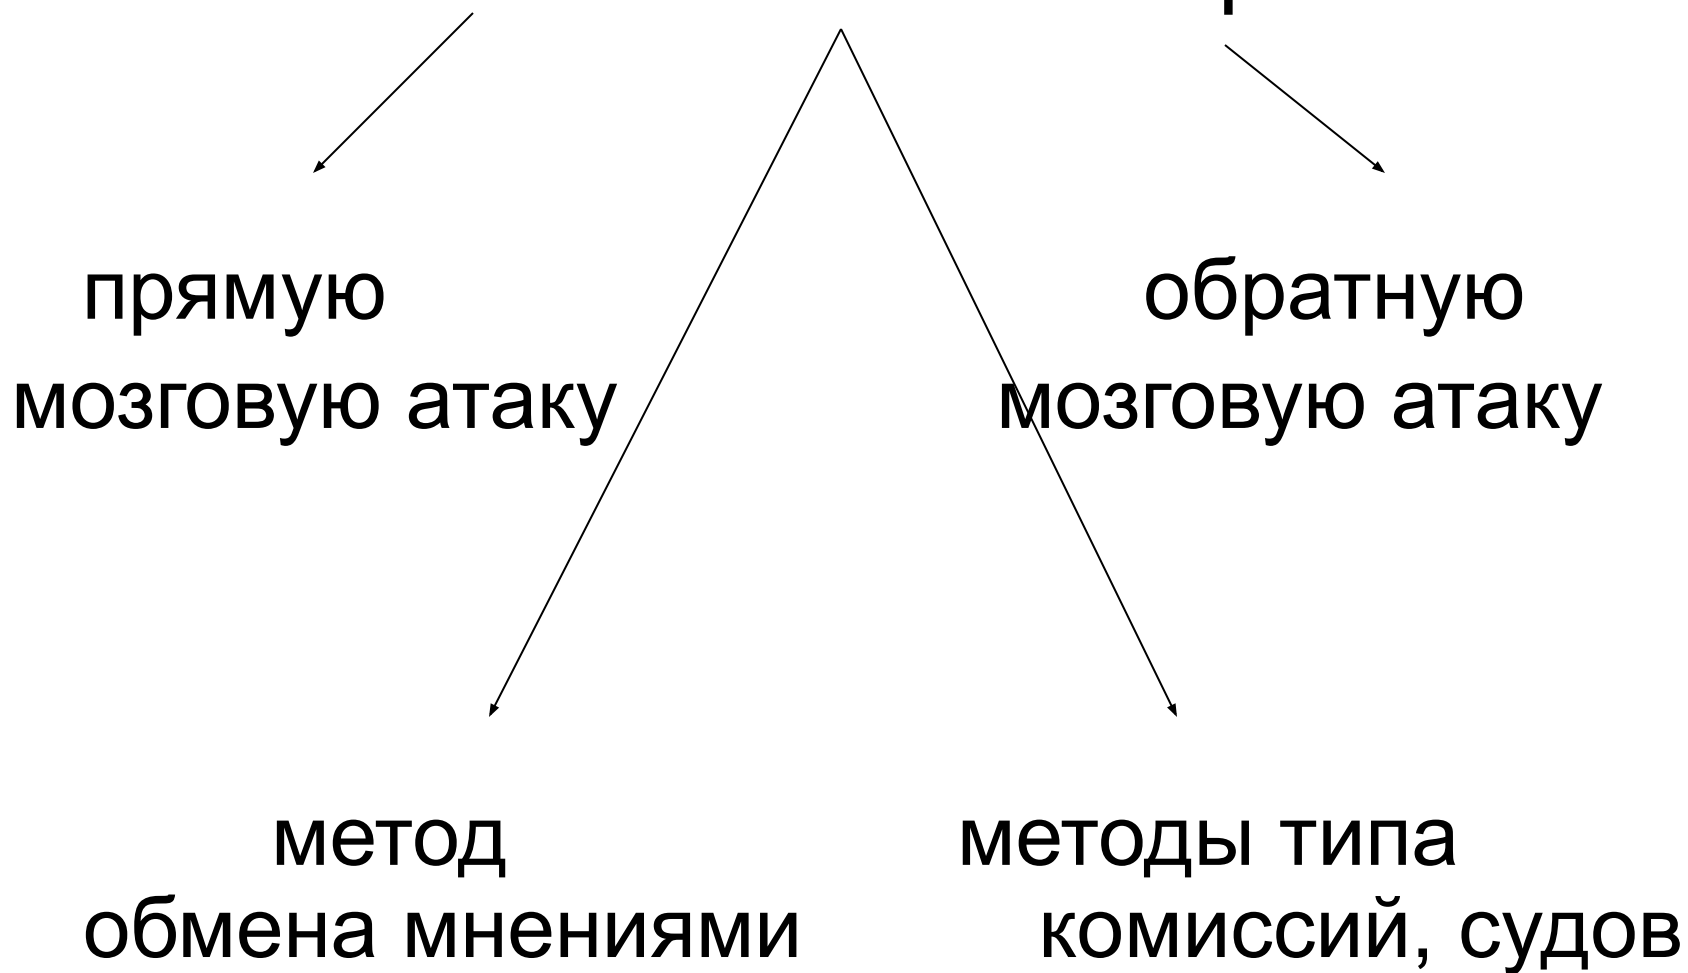 прямую
обратную
мозговую атаку
мозговую атаку
метод
методы типа
обмена мнениями
комиссий, судов